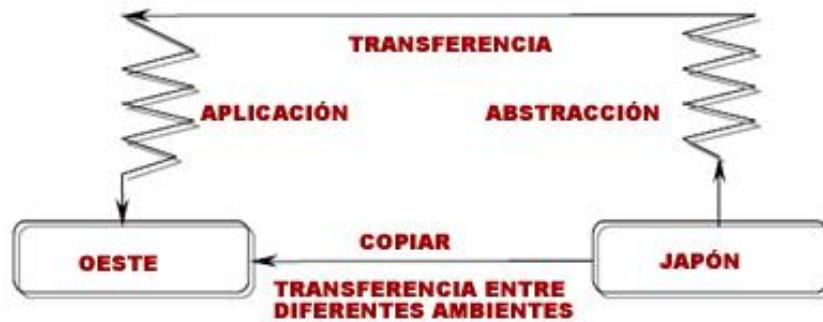 TRANSFERENCIA
APLICACIÓN
ABSTRACCIÓN
COPIAR
OESTE
JAPÓN
TRANSFERENCIA ENTRE
DIFERENTES AMBIENTES